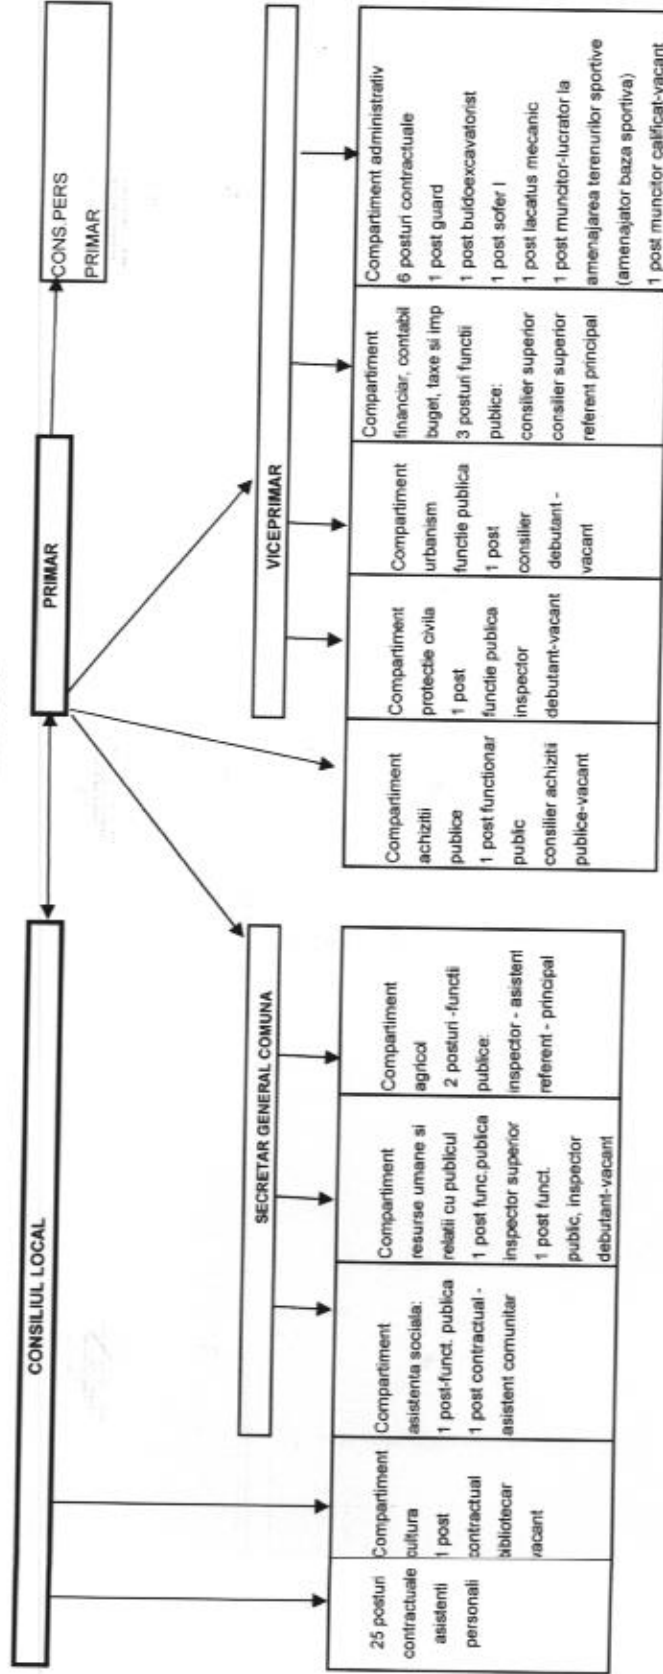 CONSILIUL LOCAL
PRIMAR
CONS.PERS
PRIMAR
SECRETAR GENERAL COMUNA
VICEPRIMAR
25 posturi
contractuale
asistenti
personali
Compartiment
cultura
1 post
contractual
bibliotecar
vacant
Compartiment
asistenta sociala:
1 post-funct. publica
1 post contractual -
asistent comunitar
Compartiment
resurse umane si
relatii cu publicul
1 post func.publica
inspector superior
1 post funct.
public, inspector
debutant-vacant
Compartiment
agricol
2 posturi -functii
publice:
inspector - asistent
referent - principal
Compartiment
achizitii
publice
1 post functionar
public
consilier achizitii
publice-vacant
Compartiment
protectie civila
1 post
functie publica
inspector
debutant-vacant
Compartiment
urbanism
functie publica
1 post
consilier
debutant -
vacant
Compartiment
financiar, contabil
buget, taxe si imp
3 posturi functii
publice:
consilier superior
consilier superior
referent principal
Compartiment administrativ
6 posturi contractuale
1 post guard
1 post buldoexcavatorist
1 post sofer I
1 post lacatus mecanic
1 post muncitor-lucrator la
amenajarea terenurilor sportive
(amenajator baza sportiva)
1 post muncitor calificat-vacant